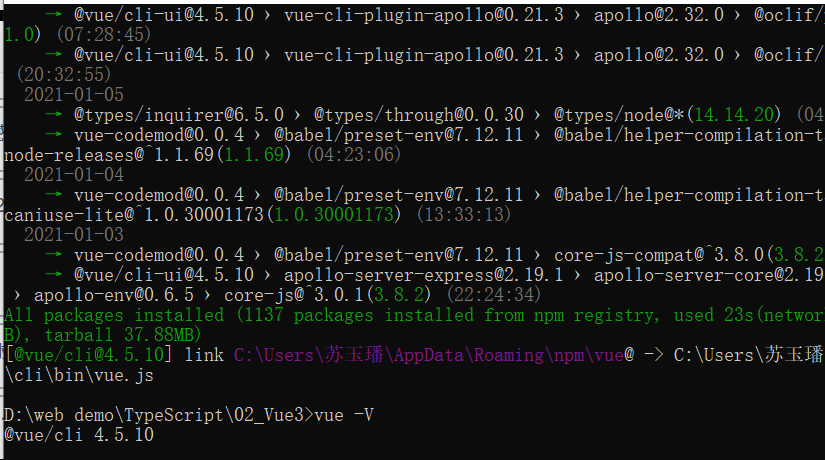 → @vue/cli-ui@4.5.10 › vue-cli-plugin-apollo@0.21.3 › apollo@2.32.0 › @oclif/
1.0) (07:28:45)
→ @vue/cli-ui@4.5.10 › vue-cli-plugin-apollo@0.21.3 › apollo@2.32.0 › @oclif/
(20:32:55)
2021-01-05
→ @types/inquirer@6.5.0 › @types/through@0.0.30 › @types/node@*(14.14.20) (04
→ vue-codemod@0.0.4 › @babel/preset-env@7.12.11 › @babel/helper-compilation-t
node-releases@^1.1.69(1.1.69) (04:23:06)
2021-01-04
→ vue-codemod@0.0.4 › @babel/preset-env@7.12.11 › @babel/helper-compilation-t
caniuse-lite@^1.0.30001173(1.0.30001173) (13:33:13)
2021-01-03
→ vue-codemod@0.0.4 › @babel/preset-env@7.12.11 › core-js-compat@^3.8.0(3.8.2
→ @vue/cli-ui@4.5.10 › apollo-server-express@2.19.1 › apollo-server-core@2.19
› apollo-env@0.6.5 › core-js@^3.0.1(3.8.2) (22:24:34)
All packages installed (1137 packages installed from npm registry, used 23s(networ
B), tarball 37.88MB)
[@vue/cli@4.5.10] link C:\Users\苏玉璠\AppData\Roaming\npm\vue@ -> C:\Users\苏玉璠
\cli\bin\vue.js
D:\web demo\TypeScript\02_Vue3>vue -V
@vue/cli 4.5.10